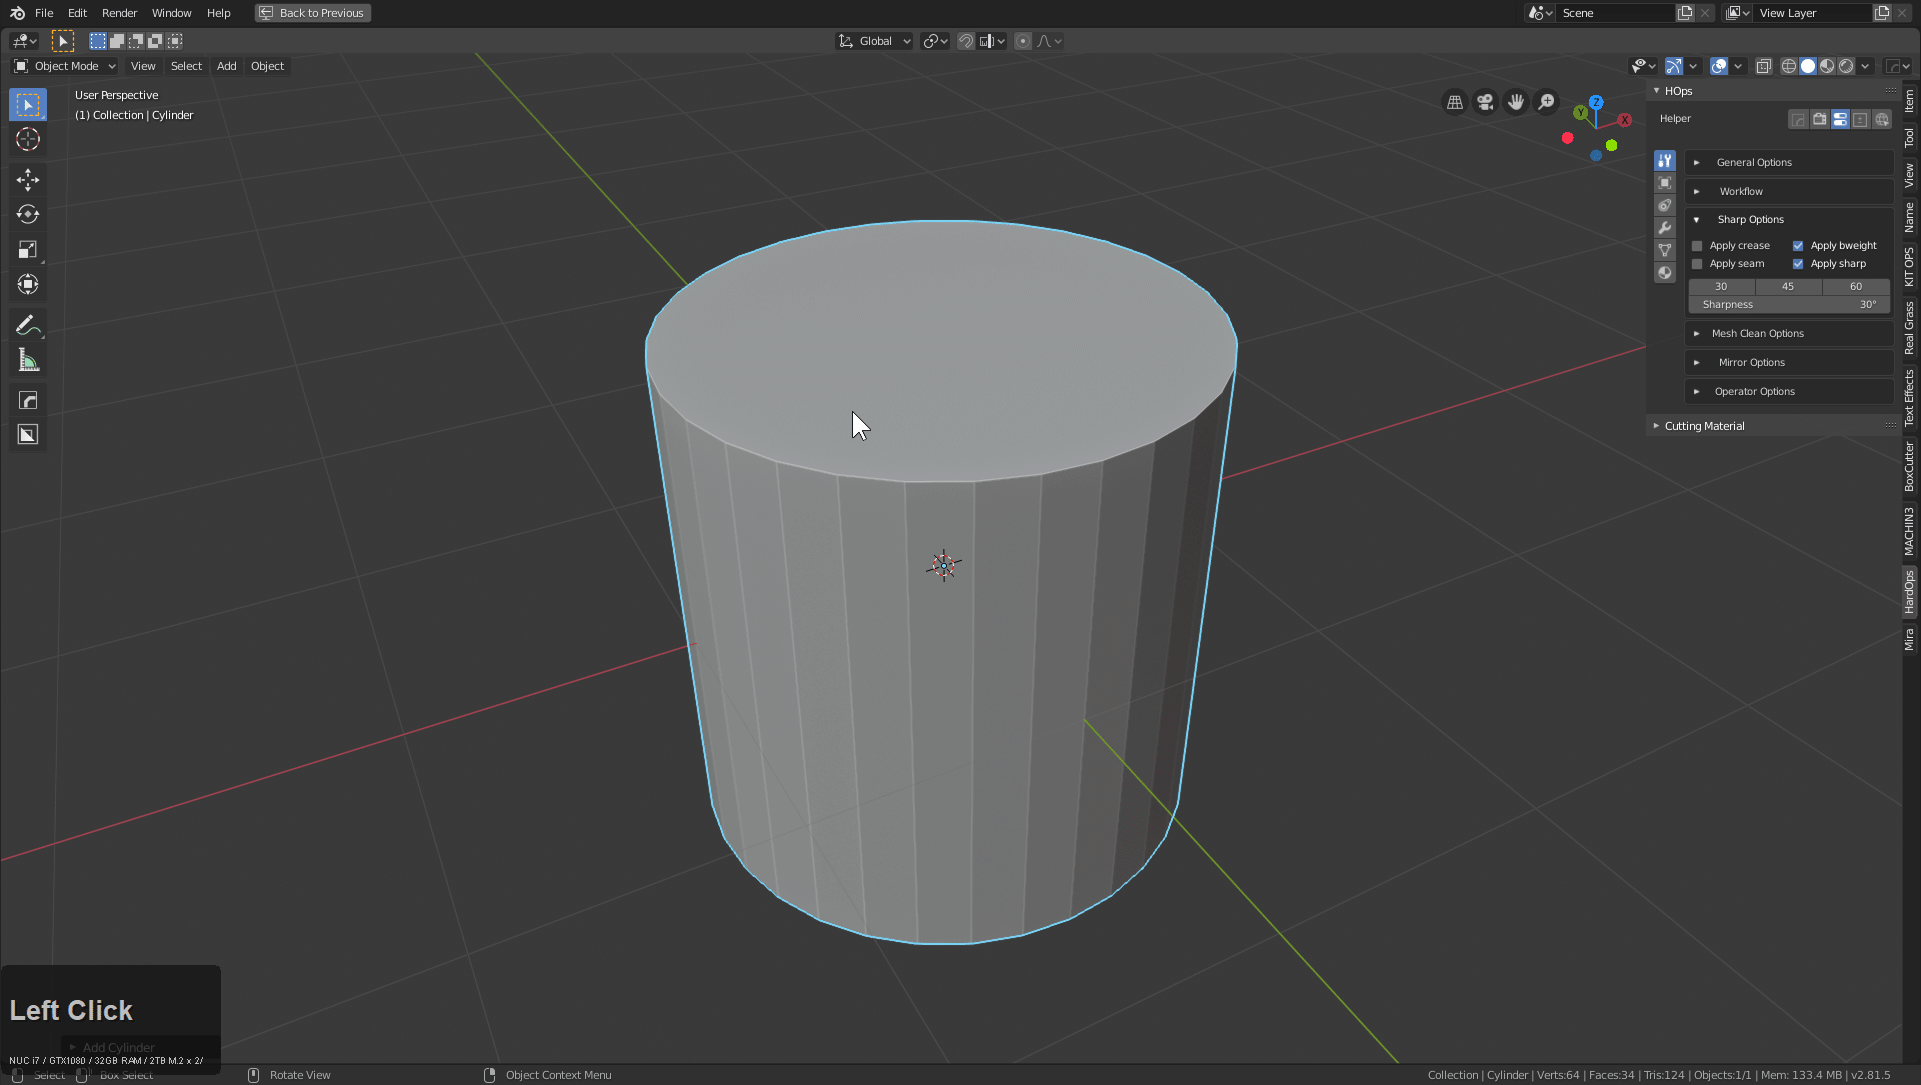 File Edit Render Window Help Back to Previous Scene View Layer
Global
Object Mode View Select Add Object
User Perspective
(1) Collection | Cylinder
Z
Y
X
HOps
Helper
General Options
Workflow
Sharp Options
Apply crease Apply bweight
Apply seam Apply sharp
30 45 60
Sharpness 30°
Mesh Clean Options
Mirror Options
Operator Options
Cutting Material
Item
Tool
View
Name
KIT OPS
Real Grass
Text Effects
BoxCutter
MACHIN3
HardOps
Mira
Left Click
Add Cylinder
NUC i7 / GTX1080 / 32GB RAM / 2TB M.2 x 2/
Select Box Select Rotate View Object Context Menu Collection | Cylinder | Verts:64 | Faces:34 | Tris:124 | Objects:1/1 | Mem: 133.4 MB | v2.81.5